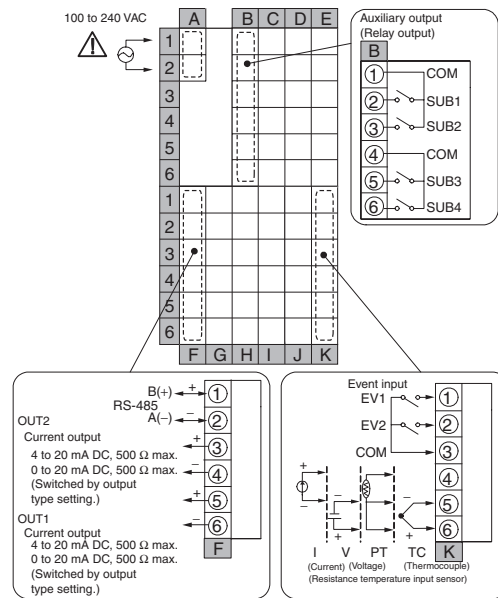 100 to 240 VAC
A B C D E
1
2
3
4
5
6
1
2
3
4
5
6
F G H I J K
Auxiliary output
(Relay output)
B
1 COM
2 SUB1
3 SUB2
4 COM
5 SUB3
6 SUB4
B(+) + 1
RS-485
A(−) − 2
OUT2
Current output
+ 3
4 to 20 mA DC, 500 Ω max.
0 to 20 mA DC, 500 Ω max.
− 4
(Switched by output
type setting.)
+ 5
OUT1
− 6
Current output
4 to 20 mA DC, 500 Ω max.
0 to 20 mA DC, 500 Ω max.
(Switched by output
type setting.)
F
Event input
EV1 1
EV2 2
COM 3
4
5
6
+ − − + − +
I V PT TC
(Current) (Voltage) (Thermocouple)
(Resistance temperature input sensor)
K